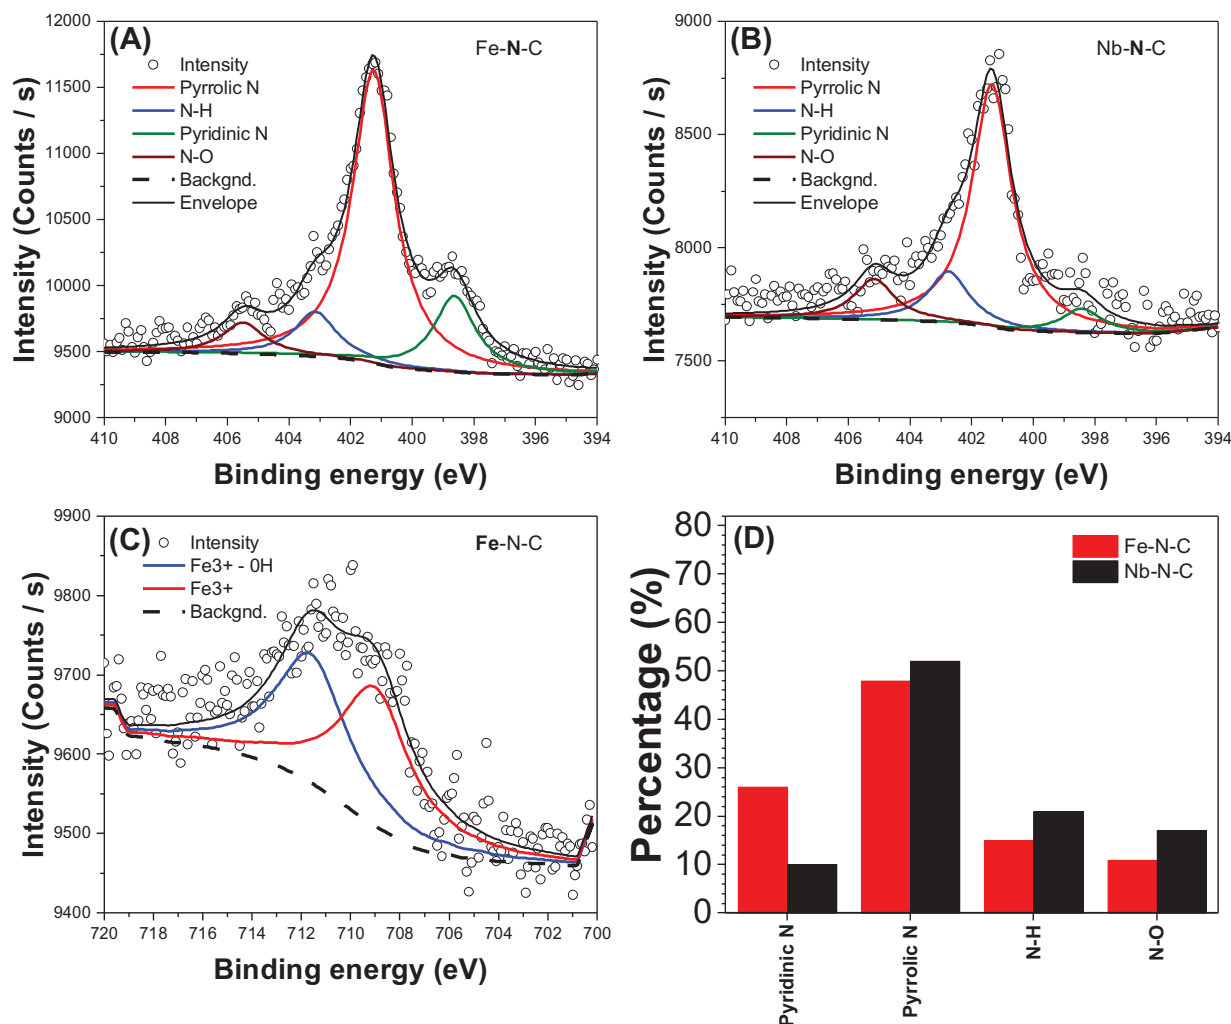 (A)
Fe-N-C
Intensity
Pyrrolic N
N-H
Pyridinic N
N-O
Backgnd.
Envelope
12000
11500
11000
10500
10000
9500
9000
Intensity (Counts / s)
410 408 406 404 402 400 398 396 394
Binding energy (eV)
(B)
Nb-N-C
Intensity
Pyrrolic N
N-H
Pyridinic N
N-O
Backgnd.
Envelope
9000
8500
8000
7500
Intensity (Counts / s)
410 408 406 404 402 400 398 396 394
Binding energy (eV)
(C)
Fe-N-C
Intensity
Fe3+ - 0H
Fe3+
Backgnd.
9900
9800
9700
9600
9500
9400
Intensity (Counts / s)
720 718 716 714 712 710 708 706 704 702 700
Binding energy (eV)
(D)
Fe-N-C
Nb-N-C
80
70
60
50
40
30
20
10
0
Percentage (%)
Pyridinic N
Pyrrolic N
N-H
N-O